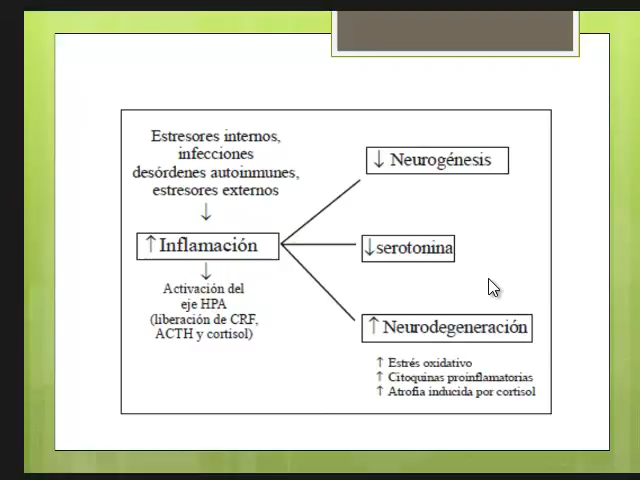 Estresores internos,
infecciones
desórdenes autoinmunes,
estresores externos
↓
↑ Inflamación
↓
Activación del
eje HPA
(liberación de CRF,
ACTH y cortisol)
↓ Neurogénesis
↓ serotonina
↑ Neurodegeneración
↑ Estrés oxidativo
↑ Citoquinas proinflamatorias
↑ Atrofia inducida por cortisol